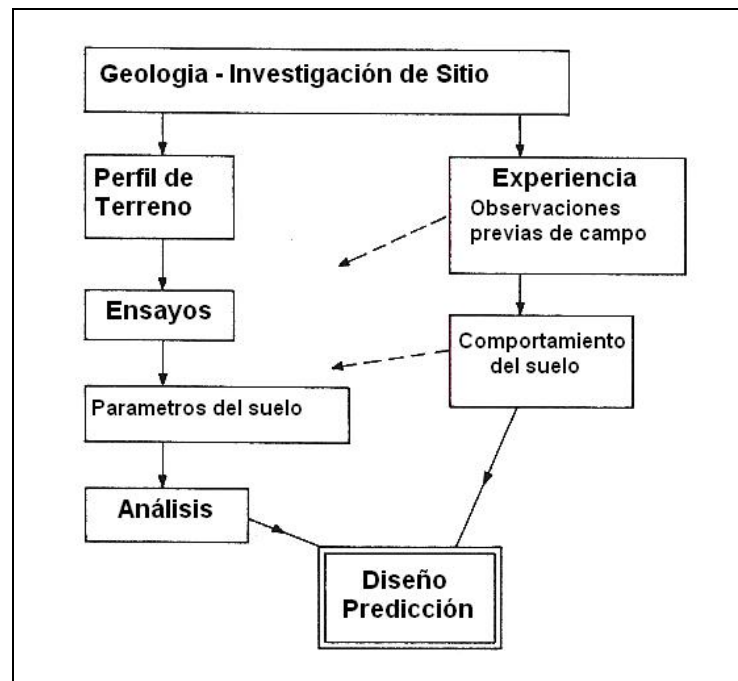 Geologia - Investigación de Sitio
Perfil de
Terreno
Experiencia
Observaciones
previas de campo
Ensayos
Comportamiento
del suelo
Parametros del suelo
Análisis
Diseño
Predicción